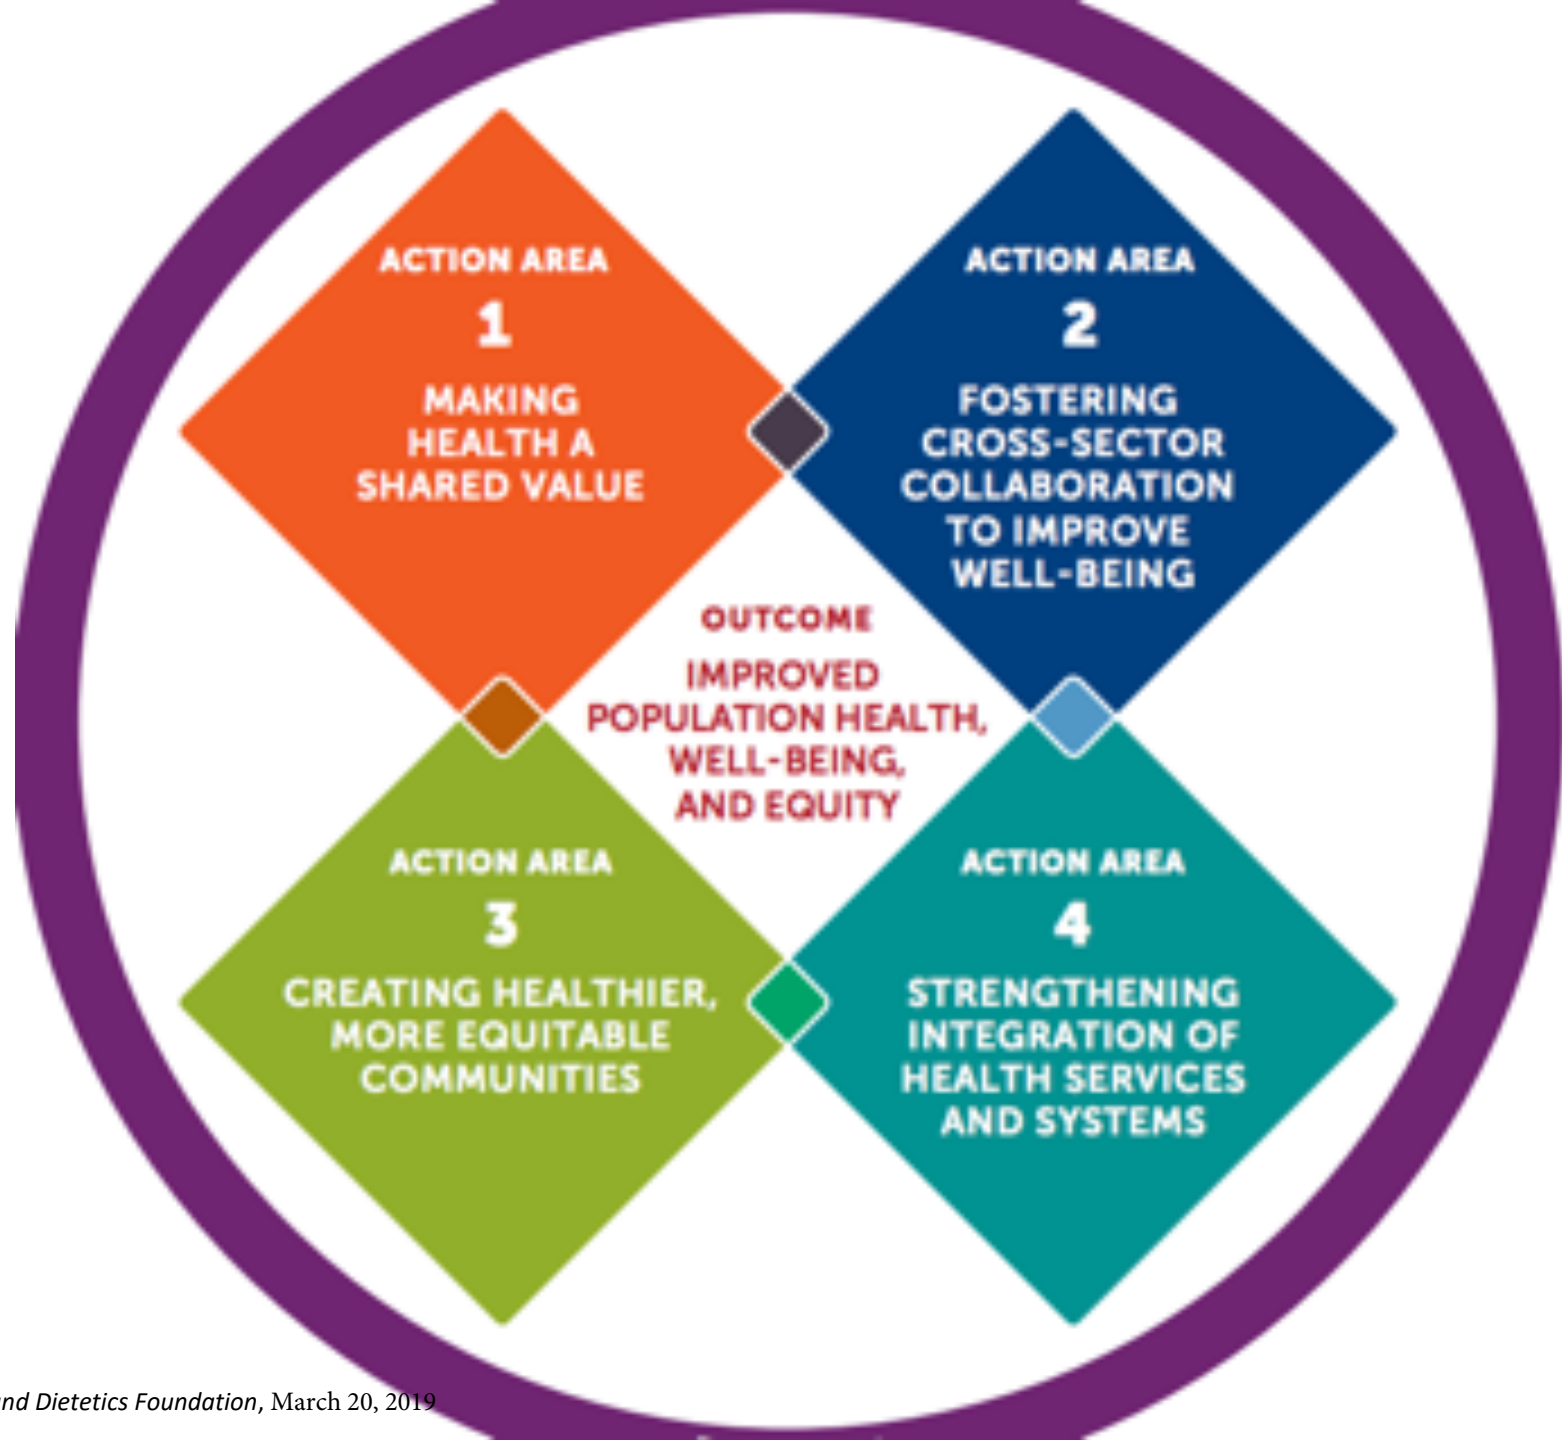 ACTION AREA
1
MAKING
HEALTH A
SHARED VALUE
ACTION AREA
2
FOSTERING
CROSS-SECTOR
COLLABORATION
TO IMPROVE
WELL-BEING
OUTCOME
IMPROVED
POPULATION HEALTH,
WELL-BEING,
AND EQUITY
ACTION AREA
3
CREATING HEALTHIER,
MORE EQUITABLE
COMMUNITIES
ACTION AREA
4
STRENGTHENING
INTEGRATION OF
HEALTH SERVICES
AND SYSTEMS
nd Dietetics Foundation, March 20, 2019